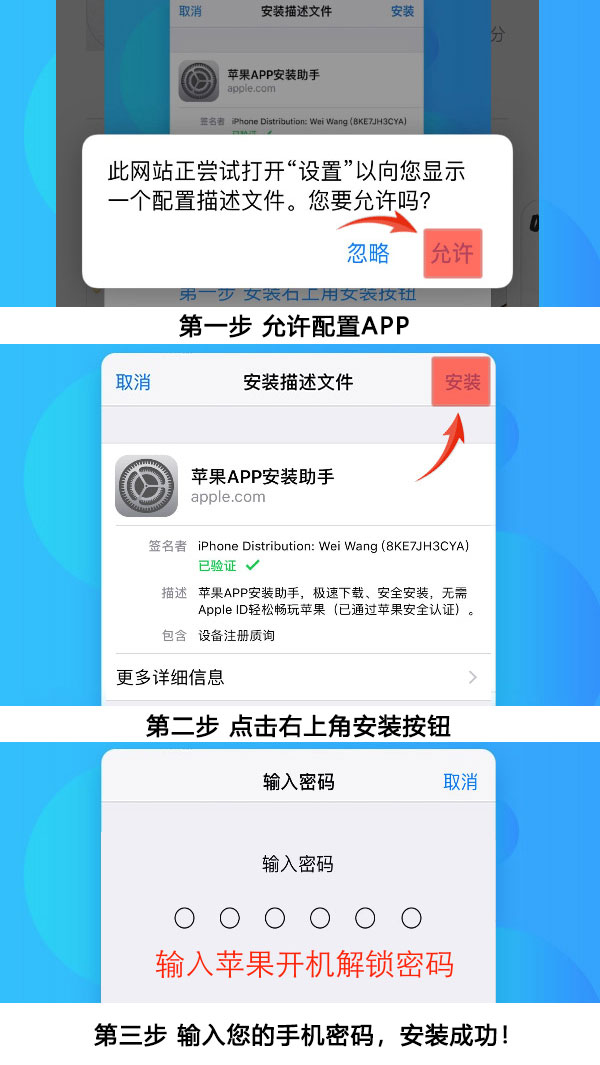 取消 安装描述文件 安装
分
苹果APP安装助手
apple.com
签名者 iPhone Distribution: Wei Wang (8KE7JH3CYA)
已验证
此网站正尝试打开“设置”以向您显示
一个配置描述文件。您要允许吗?
忽略 允许
第一步 安装右上角安装按钮
第一步 允许配置APP
取消 安装描述文件 安装
苹果APP安装助手
apple.com
签名者 iPhone Distribution: Wei Wang (8KE7JH3CYA)
已验证
描述 苹果APP安装助手，极速下载、安全安装，无需
Apple ID轻松畅玩苹果（已通过苹果安全认证）。
包含 设备注册质询
更多详细信息
第二步 点击右上角安装按钮
输入密码 取消
输入密码
输入苹果开机解锁密码
第三步 输入您的手机密码，安装成功！